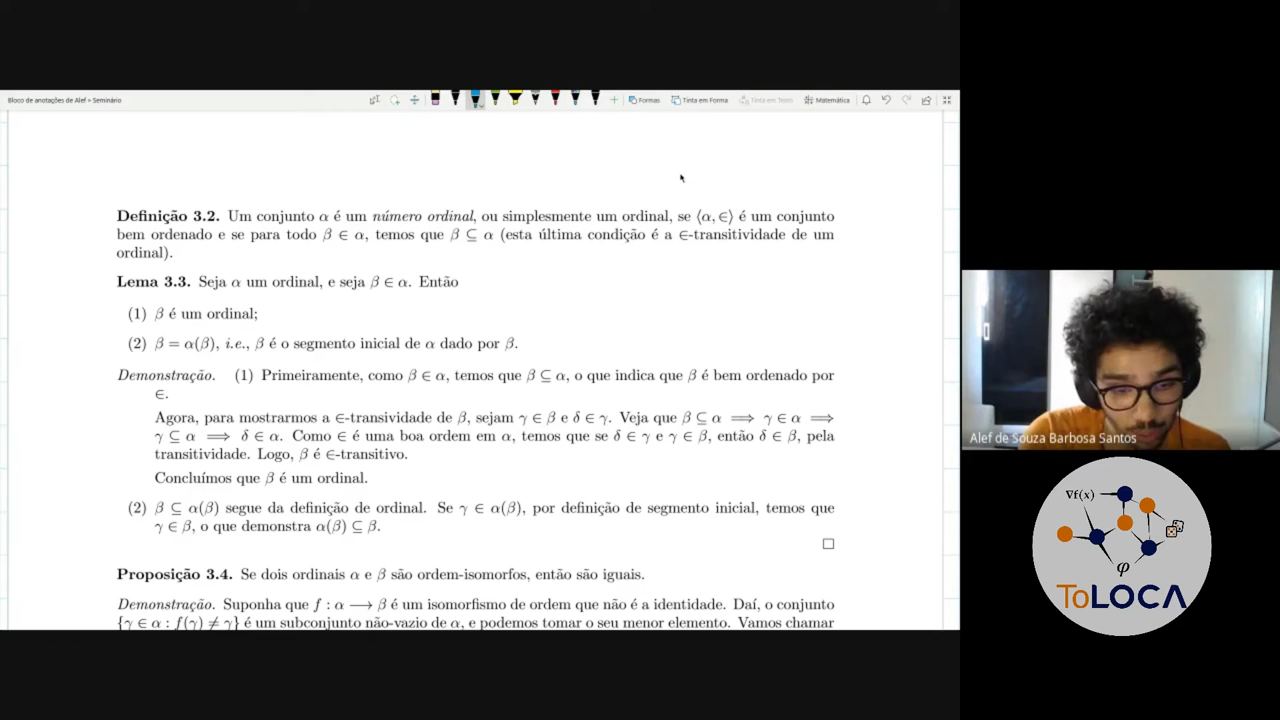 Bloco de anotações de Alef » Seminário
Formas
Tinta em Forma
Tinta em Texto
Matemática
Definição 3.2. Um conjunto α é um número ordinal, ou simplesmente um ordinal, se ⟨α, ∈⟩ é um conjunto
bem ordenado e se para todo β ∈ α, temos que β ⊆ α (esta última condição é a ∈-transitividade de um
ordinal).
Lema 3.3. Seja α um ordinal, e seja β ∈ α. Então
(1) β é um ordinal;
(2) β = α(β), i.e., β é o segmento inicial de α dado por β.
Demonstração. (1) Primeiramente, como β ∈ α, temos que β ⊆ α, o que indica que β é bem ordenado por
∈.
Agora, para mostrarmos a ∈-transividade de β, sejam γ ∈ β e δ ∈ γ. Veja que β ⊆ α ⟹ γ ∈ α ⟹
γ ⊆ α ⟹ δ ∈ α. Como ∈ é uma boa ordem em α, temos que se δ ∈ γ e γ ∈ β, então δ ∈ β, pela
transitividade. Logo, β é ∈-transitivo.
Concluímos que β é um ordinal.
(2) β ⊆ α(β) segue da definição de ordinal. Se γ ∈ α(β), por definição de segmento inicial, temos que
γ ∈ β, o que demonstra α(β) ⊆ β.
□
Proposição 3.4. Se dois ordinais α e β são ordem-isomorfos, então são iguais.
Demonstração. Suponha que f : α ⟶ β é um isomorfismo de ordem que não é a identidade. Daí, o conjunto
{γ ∈ α : f(γ) ≠ γ} é um subconjunto não-vazio de α, e podemos tomar o seu menor elemento. Vamos chamar
Alef de Souza Barbosa Santos
∇f(x)
φ
ToLOCA